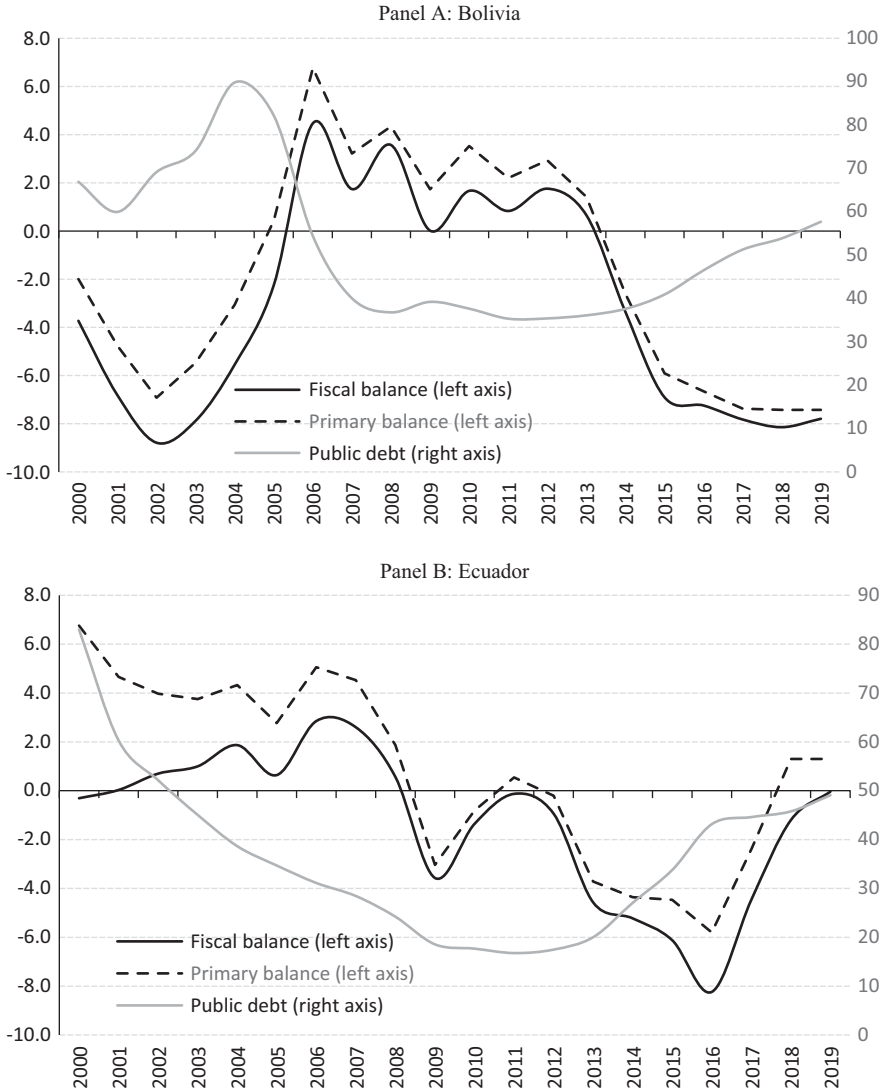 Panel A: Bolivia
8.0 100
6.0 90
4.0 80
2.0 70
0.0 60
-2.0 50
-4.0 40
-6.0 30
-8.0 20
-10.0 10
0
Fiscal balance (left axis)
Primary balance (left axis)
Public debt (right axis)
2000 2001 2002 2003 2004 2005 2006 2007 2008 2009 2010 2011 2012 2013 2014 2015 2016 2017 2018 2019
Panel B: Ecuador
8.0 90
6.0 80
4.0 70
2.0 60
0.0 50
-2.0 40
-4.0 30
-6.0 20
-8.0 10
-10.0 0
Fiscal balance (left axis)
Primary balance (left axis)
Public debt (right axis)
2000 2001 2002 2003 2004 2005 2006 2007 2008 2009 2010 2011 2012 2013 2014 2015 2016 2017 2018 2019